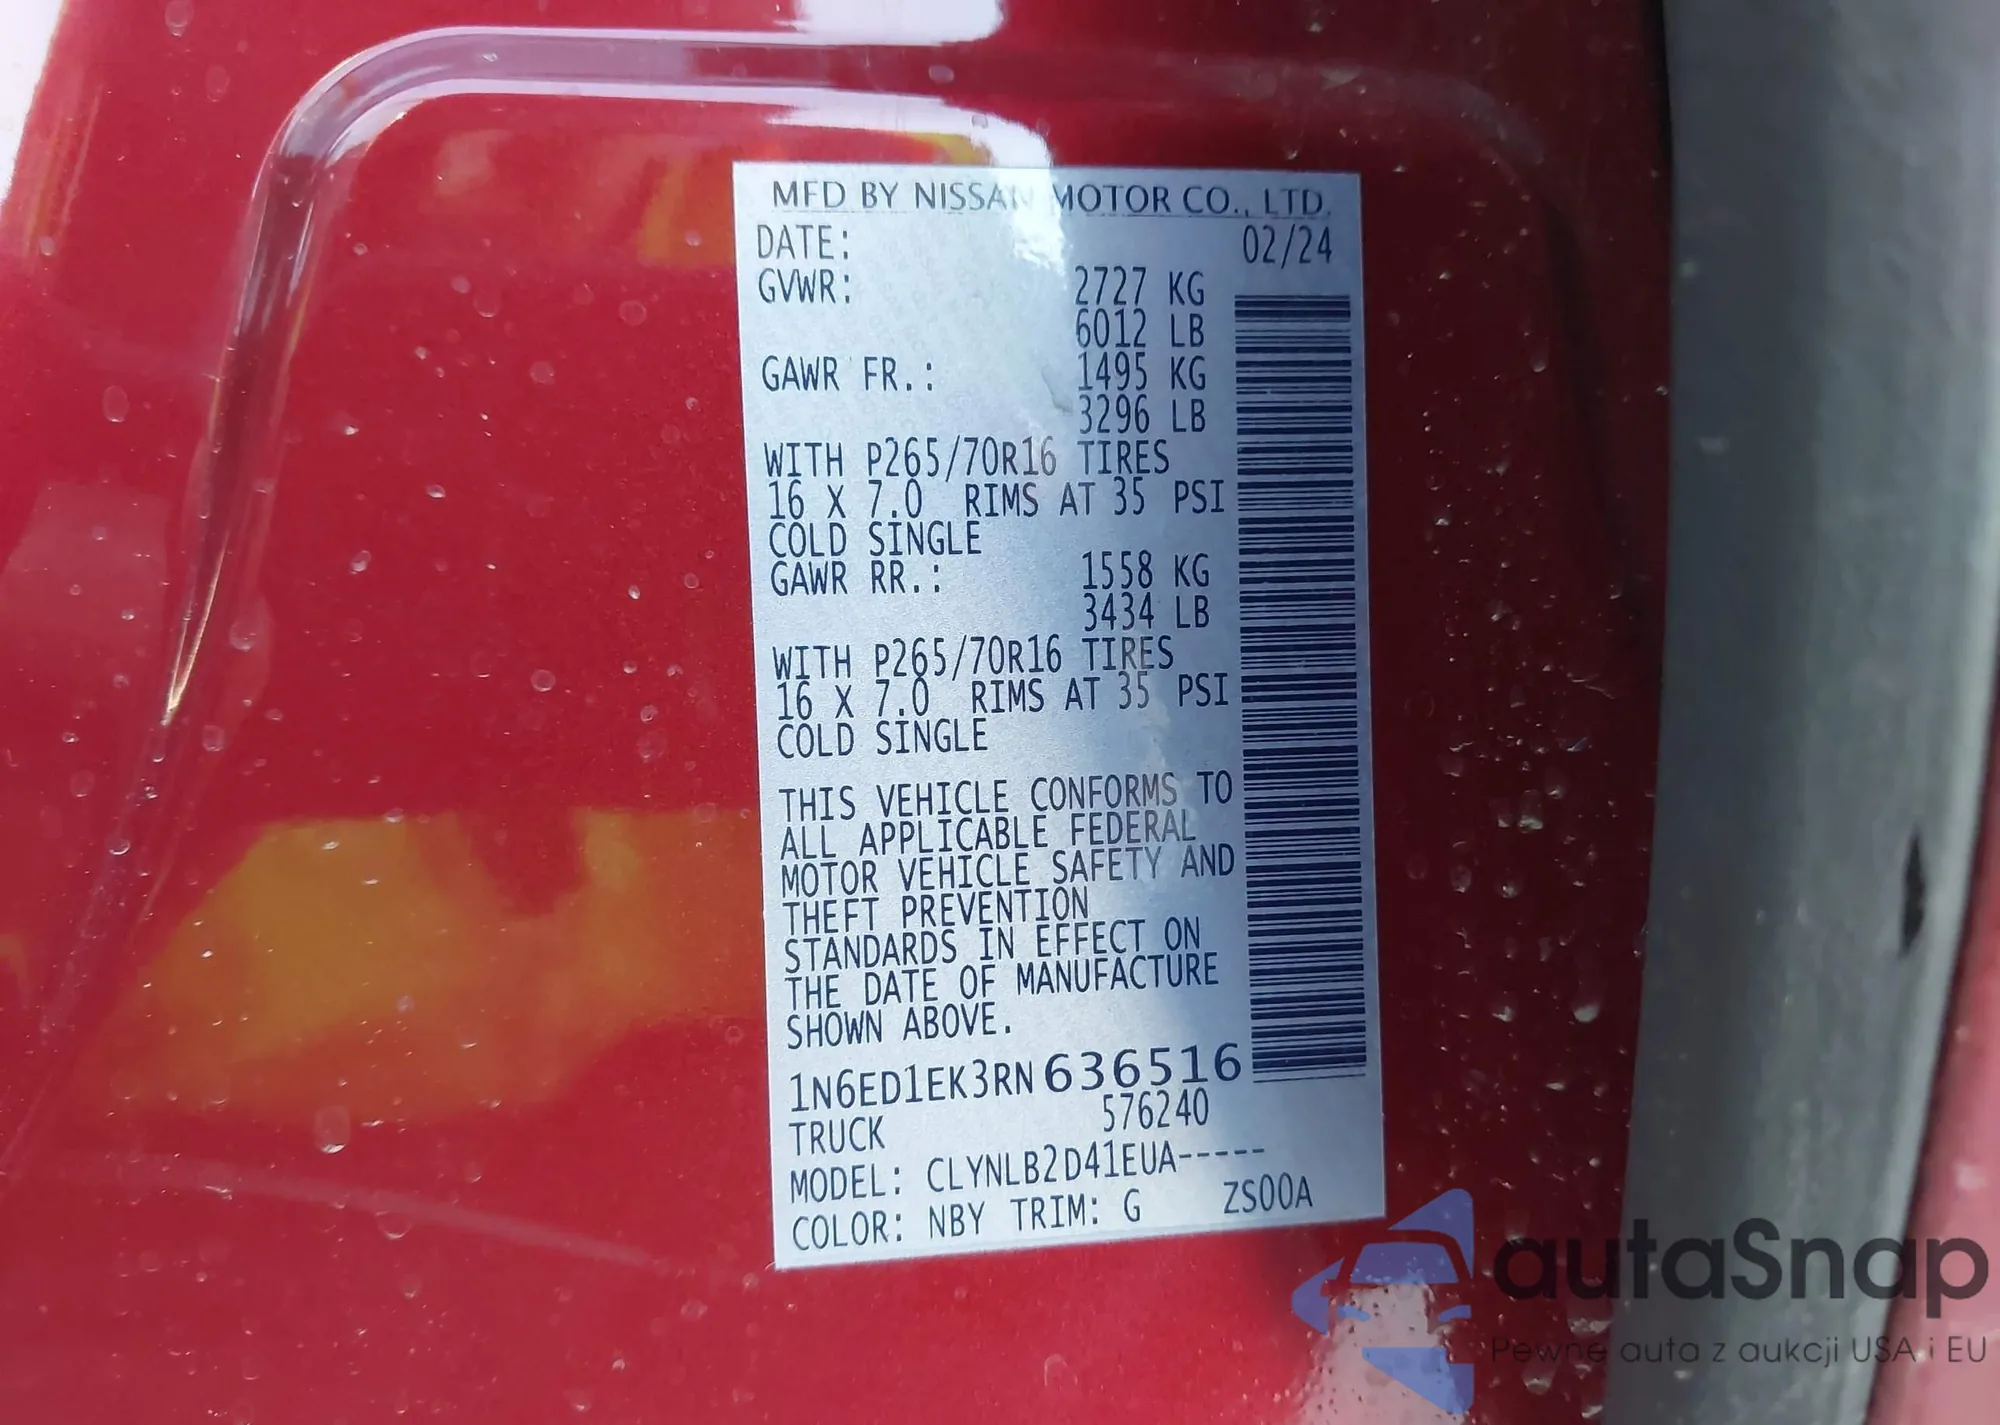 MFD BY NISSAN MOTOR CO., LTD.
DATE: 02/24
GVWR: 2727 KG
6012 LB
GAWR FR.: 1495 KG
3296 LB
WITH P265/70R16 TIRES
16 X 7.0 RIMS AT 35 PSI
COLD SINGLE
GAWR RR.: 1558 KG
3434 LB
WITH P265/70R16 TIRES
16 X 7.0 RIMS AT 35 PSI
COLD SINGLE
THIS VEHICLE CONFORMS TO
ALL APPLICABLE FEDERAL
MOTOR VEHICLE SAFETY AND
THEFT PREVENTION
STANDARDS IN EFFECT ON
THE DATE OF MANUFACTURE
SHOWN ABOVE.
1N6ED1EK3RN636516
TRUCK 576240
MODEL: CLYNLB2D41EUA-----
COLOR: NBY TRIM: G ZS00A
autaSnap
Pewne auta z aukcji USA i EU